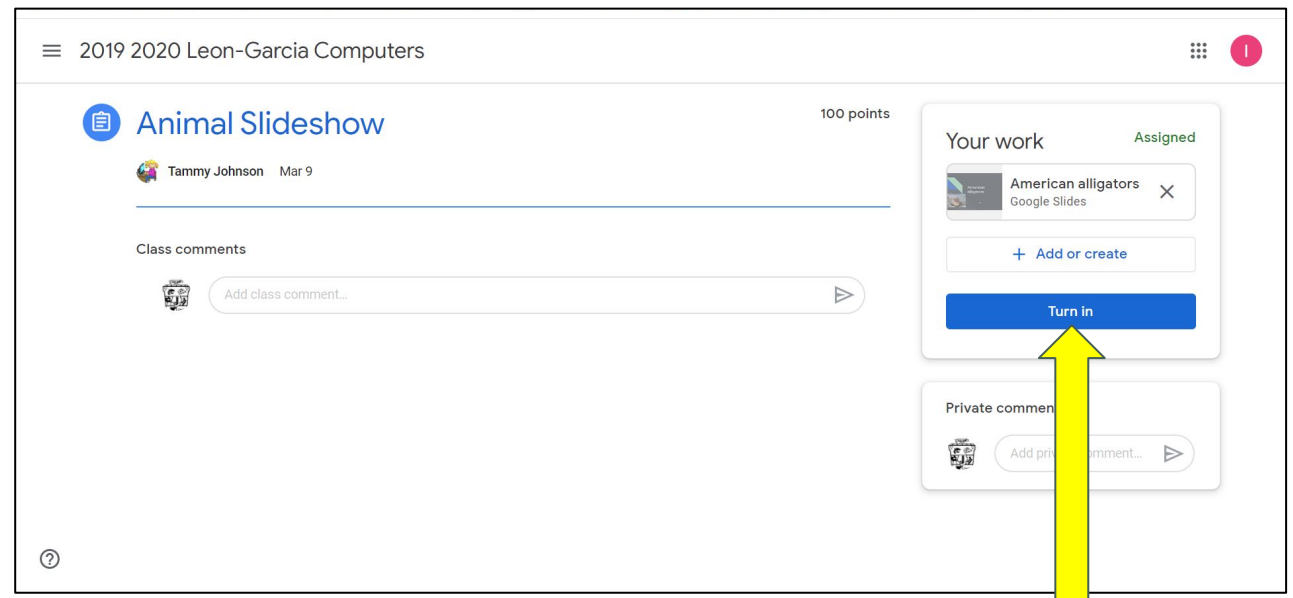 2019 2020 Leon-Garcia Computers
I
Animal Slideshow
100 points
Tammy Johnson Mar 9
Class comments
Add class comment...
Your work
Assigned
American alligators
Google Slides
+ Add or create
Turn in
Private commen
Add priv omment...